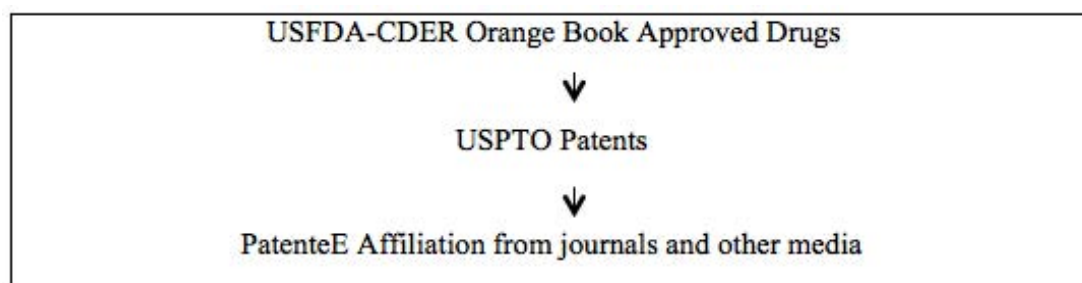 USFDA-CDER Orange Book Approved Drugs
USPTO Patents
PatenteE Affiliation from journals and other media